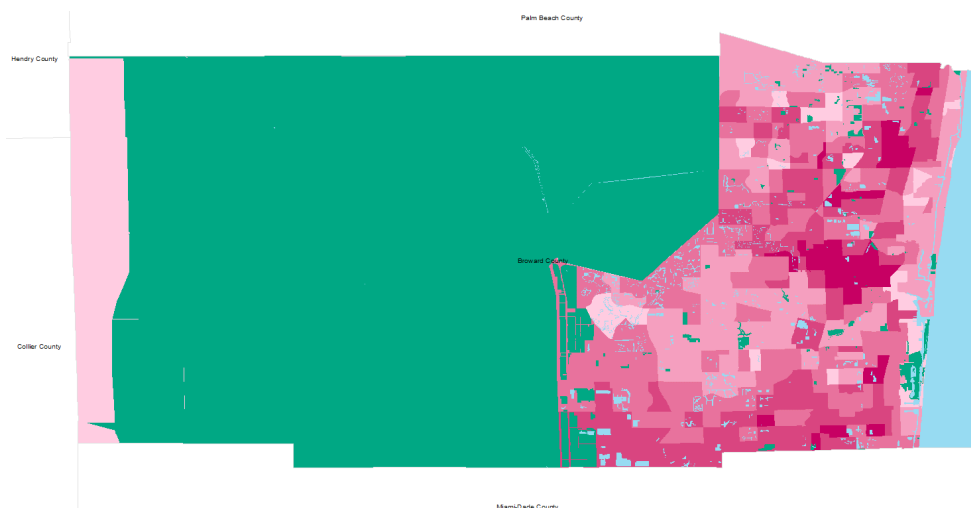 Palm Beach County
Hendry County
Broward County
Collier County
Miami-Dade County